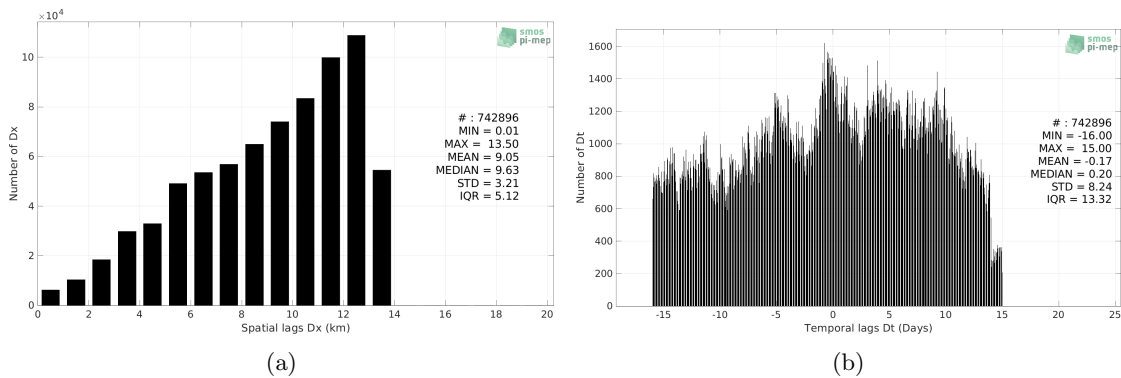 ×10⁴
10
8
6
4
2
0
Number of Dx
0 2 4 6 8 10 12 14 16 18 20
Spatial lags Dx (km)
smos
pi-mep
# : 742896
MIN = 0.01
MAX = 13.50
MEAN = 9.05
MEDIAN = 9.63
STD = 3.21
IQR = 5.12
(a)
1600
1400
1200
1000
800
600
400
200
0
Number of Dt
-15 -10 -5 0 5 10 15 20 25
Temporal lags Dt (Days)
smos
pi-mep
# : 742896
MIN = -16.00
MAX = 15.00
MEAN = -0.17
MEDIAN = 0.20
STD = 8.24
IQR = 13.32
(b)